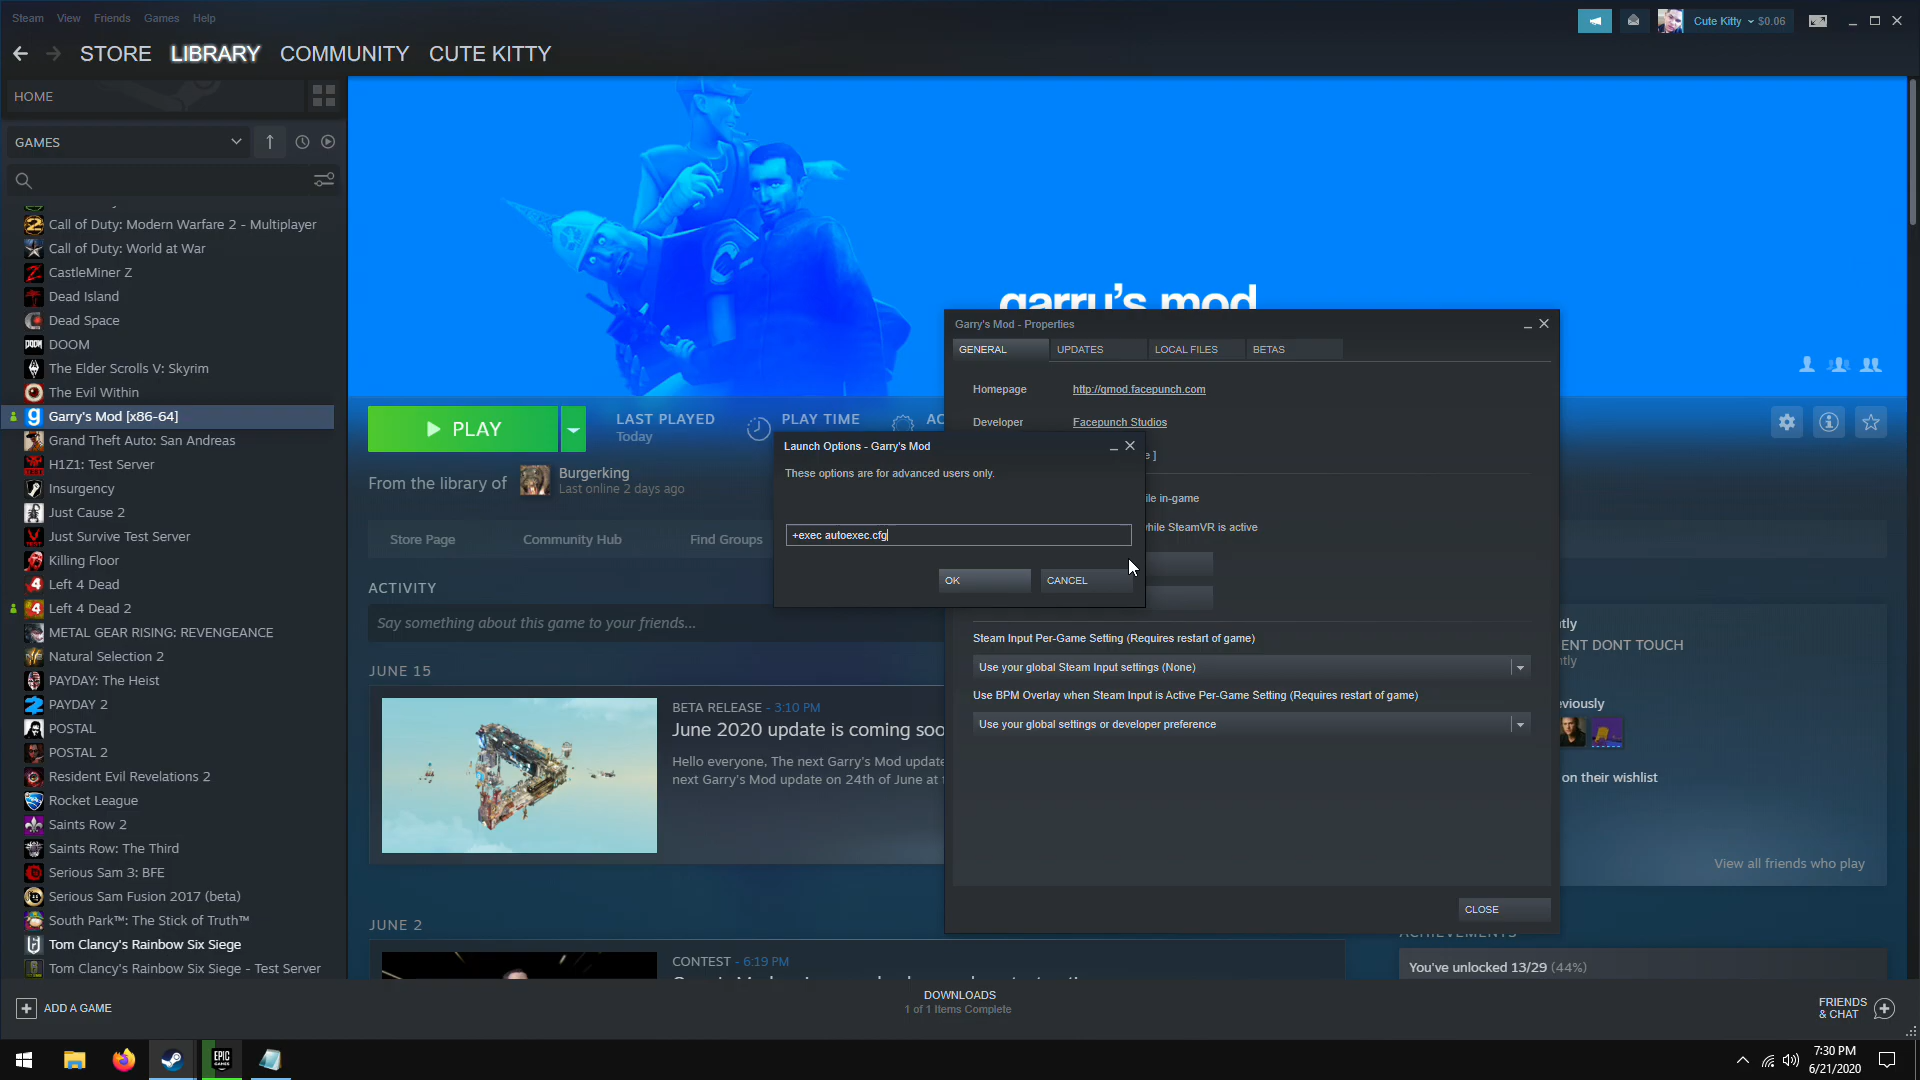 Steam View Friends Games Help
Cute Kitty $0.06
STORE LIBRARY COMMUNITY CUTE KITTY
HOME
GAMES
Call of Duty: Modern Warfare 2 - Multiplayer
Call of Duty: World at War
CastleMiner Z
Dead Island
Dead Space
DOOM
The Elder Scrolls V: Skyrim
The Evil Within
Garry's Mod [x86-64]
Grand Theft Auto: San Andreas
H1Z1: Test Server
Insurgency
Just Cause 2
Just Survive Test Server
Killing Floor
Left 4 Dead
Left 4 Dead 2
METAL GEAR RISING: REVENGEANCE
Natural Selection 2
PAYDAY: The Heist
PAYDAY 2
POSTAL
POSTAL 2
Resident Evil Revelations 2
Rocket League
Saints Row 2
Saints Row: The Third
Serious Sam 3: BFE
Serious Sam Fusion 2017 (beta)
South Park™: The Stick of Truth™
Tom Clancy's Rainbow Six Siege
Tom Clancy's Rainbow Six Siege - Test Server
garry's mod
PLAY
LAST PLAYED
Today
PLAY TIME
AC
From the library of
Burgerking
Last online 2 days ago
Store Page Community Hub Find Groups
ACTIVITY
Say something about this game to your friends...
JUNE 15
BETA RELEASE - 3:10 PM
June 2020 update is coming soo
Hello everyone, The next Garry's Mod update
next Garry's Mod update on 24th of June at
JUNE 2
CONTEST - 6:19 PM
Garry's Mod - Properties
GENERAL UPDATES LOCAL FILES BETAS
Homepage http://gmod.facepunch.com
Developer Facepunch Studios
e ]
ile in-game
hile SteamVR is active
Steam Input Per-Game Setting (Requires restart of game)
Use your global Steam Input settings (None)
Use BPM Overlay when Steam Input is Active Per-Game Setting (Requires restart of game)
Use your global settings or developer preference
CLOSE
Launch Options - Garry's Mod
These options are for advanced users only.
+exec autoexec.cfg
OK CANCEL
tly
ENT DONT TOUCH
tly
eviously
on their wishlist
View all friends who play
ACHIEVEMENTS
You've unlocked 13/29 (44%)
ADD A GAME
DOWNLOADS
1 of 1 Items Complete
FRIENDS
& CHAT
EPIC
GAMES
7:30 PM
6/21/2020